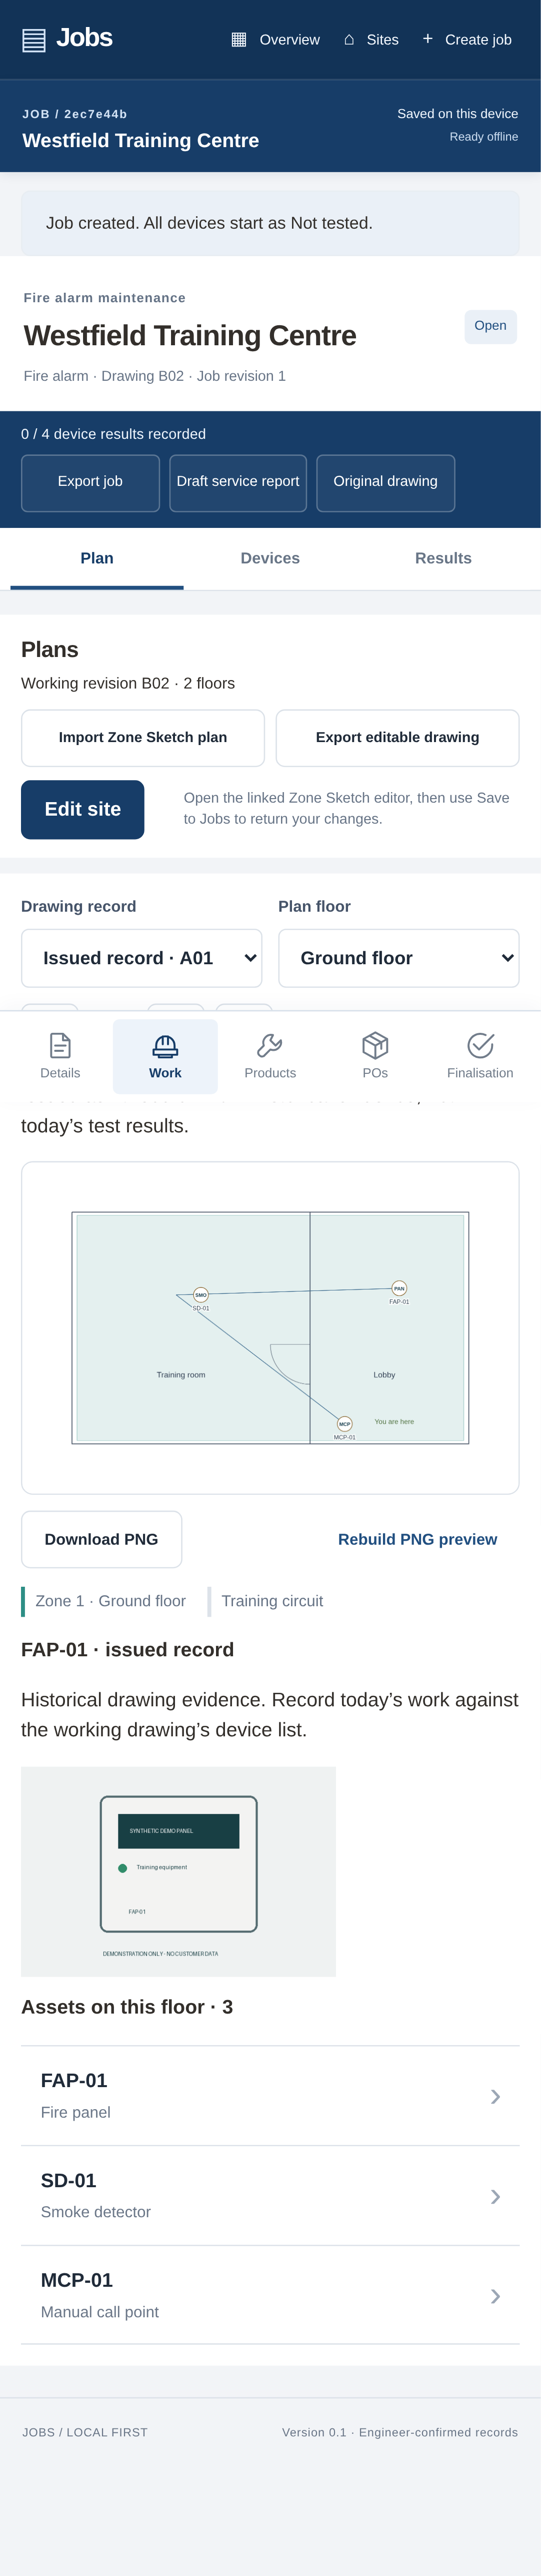 Jobs
Overview
Sites
+ Create job
JOB / 2ec7e44b
Saved on this device
Westfield Training Centre
Ready offline
Job created. All devices start as Not tested.
Fire alarm maintenance
Westfield Training Centre
Open
Fire alarm · Drawing B02 · Job revision 1
0 / 4 device results recorded
Export job
Draft service report
Original drawing
Plan
Devices
Results
Plans
Working revision B02 · 2 floors
Import Zone Sketch plan
Export editable drawing
Edit site
Open the linked Zone Sketch editor, then use Save
to Jobs to return your changes.
Drawing record
Plan floor
Issued record · A01
Ground floor
Details
Work
Products
POs
Finalisation
today’s test results.
SMO
SD-01
PAN
FAP-01
Training room
Lobby
MCP
MCP-01
You are here
Download PNG
Rebuild PNG preview
Zone 1 · Ground floor
Training circuit
FAP-01 · issued record
Historical drawing evidence. Record today’s work against
the working drawing’s device list.
SYNTHETIC DEMO PANEL
Training equipment
FAP-01
DEMONSTRATION ONLY · NO CUSTOMER DATA
Assets on this floor · 3
FAP-01
Fire panel
SD-01
Smoke detector
MCP-01
Manual call point
JOBS / LOCAL FIRST
Version 0.1 · Engineer-confirmed records